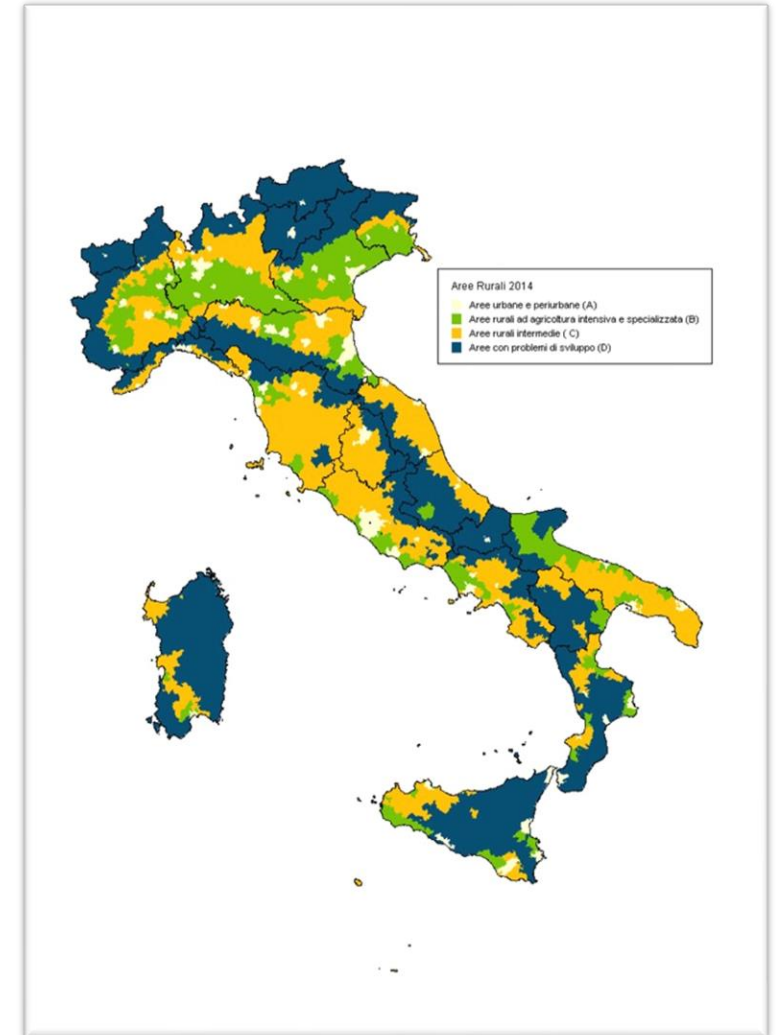 Aree Rurali 2014
Aree urbane e periurbane (A)
Aree rurali ad agricoltura intensiva e specializzata (B)
Aree rurali intermedie ( C)
Aree con problemi di sviluppo (D)